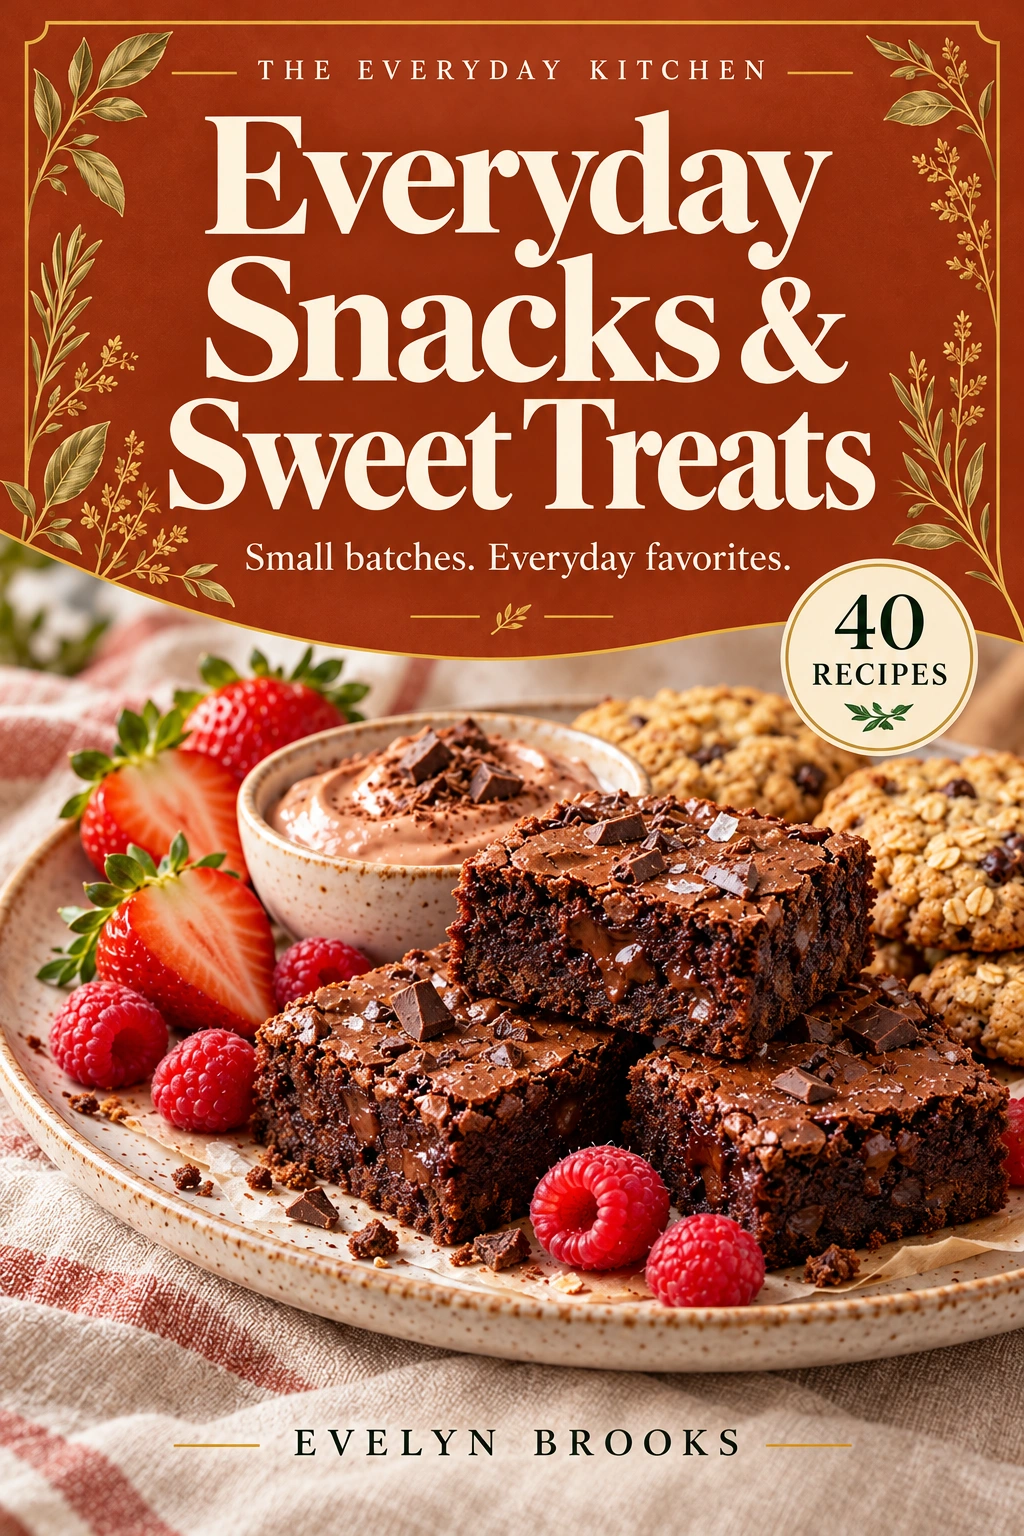 THE EVERYDAY KITCHEN
Everyday
Snacks &
Sweet Treats
Small batches. Everyday favorites.
40
RECIPES
EVELYN BROOKS